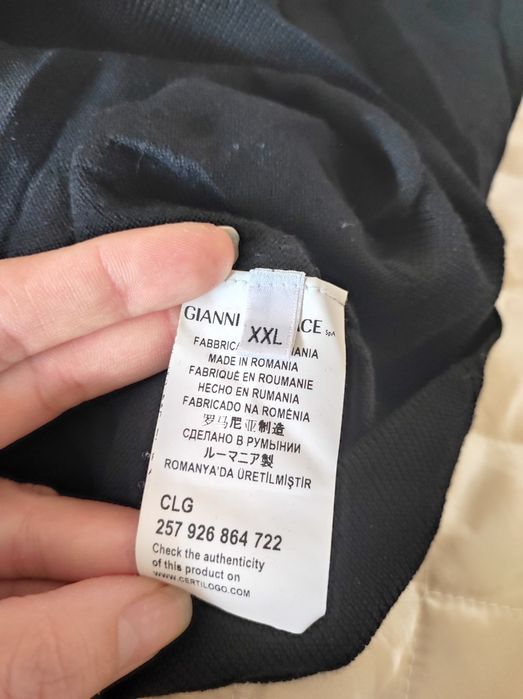 GIANNI ACE SpA
XXL
FABBRIC ANIA
MADE IN ROMANIA
FABRIQUÉ EN ROUMANIE
HECHO EN RUMANIA
FABRICADO NA ROMÉNIA
罗马尼亚制造
СДЕЛАНО В РУМЫНИИ
ルーマニア製
ROMANYA'DA ÜRETİLMİŞTİR
CLG
257 926 864 722
Check the authenticity
of this product on
WWW.CERTILOGO.COM